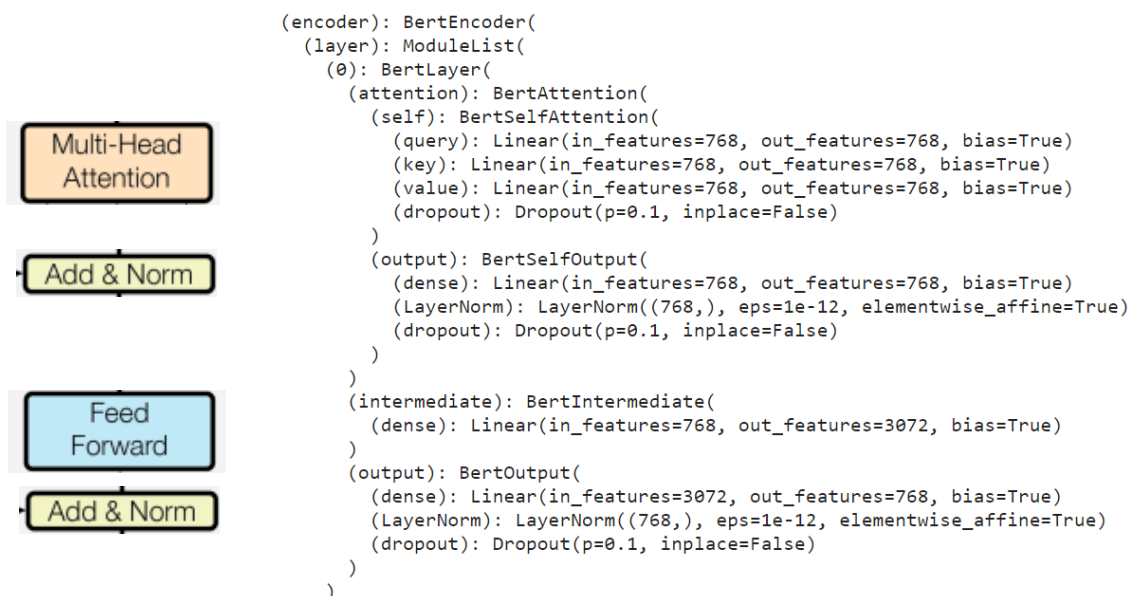 (encoder): BertEncoder(
(layer): ModuleList(
(0): BertLayer(
(attention): BertAttention(
(self): BertSelfAttention(
(query): Linear(in_features=768, out_features=768, bias=True)
(key): Linear(in_features=768, out_features=768, bias=True)
(value): Linear(in_features=768, out_features=768, bias=True)
(dropout): Dropout(p=0.1, inplace=False)
)
(output): BertSelfOutput(
(dense): Linear(in_features=768, out_features=768, bias=True)
(LayerNorm): LayerNorm((768,), eps=1e-12, elementwise_affine=True)
(dropout): Dropout(p=0.1, inplace=False)
)
)
(intermediate): BertIntermediate(
(dense): Linear(in_features=768, out_features=3072, bias=True)
)
(output): BertOutput(
(dense): Linear(in_features=3072, out_features=768, bias=True)
(LayerNorm): LayerNorm((768,), eps=1e-12, elementwise_affine=True)
(dropout): Dropout(p=0.1, inplace=False)
)
)
Multi-Head
Attention
Add & Norm
Feed
Forward
Add & Norm